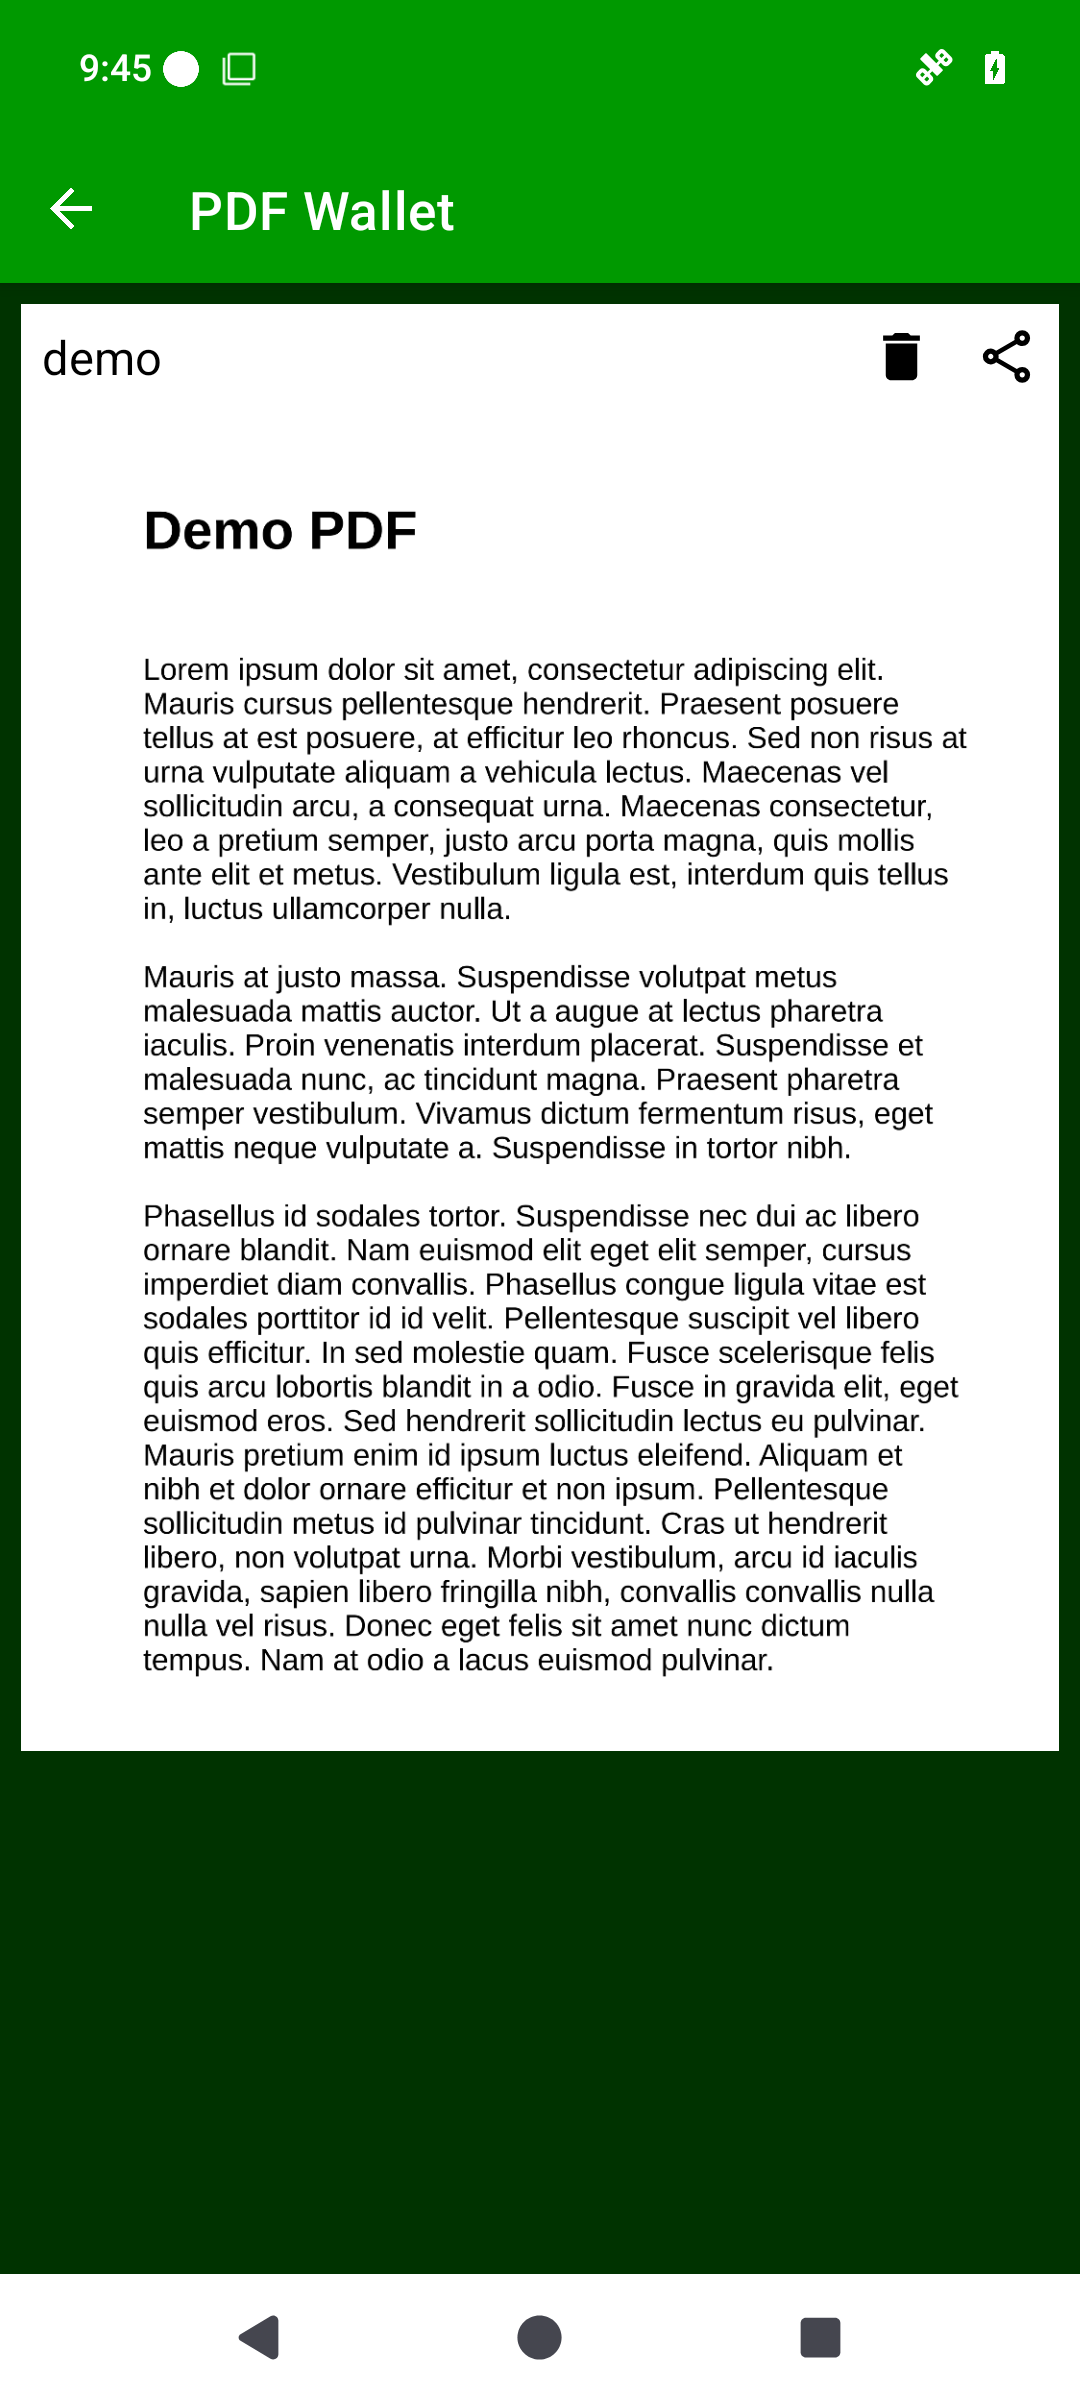 9:45
PDF Wallet
demo
Demo PDF
Lorem ipsum dolor sit amet, consectetur adipiscing elit.
Mauris cursus pellentesque hendrerit. Praesent posuere
tellus at est posuere, at efficitur leo rhoncus. Sed non risus at
urna vulputate aliquam a vehicula lectus. Maecenas vel
sollicitudin arcu, a consequat urna. Maecenas consectetur,
leo a pretium semper, justo arcu porta magna, quis mollis
ante elit et metus. Vestibulum ligula est, interdum quis tellus
in, luctus ullamcorper nulla.
Mauris at justo massa. Suspendisse volutpat metus
malesuada mattis auctor. Ut a augue at lectus pharetra
iaculis. Proin venenatis interdum placerat. Suspendisse et
malesuada nunc, ac tincidunt magna. Praesent pharetra
semper vestibulum. Vivamus dictum fermentum risus, eget
mattis neque vulputate a. Suspendisse in tortor nibh.
Phasellus id sodales tortor. Suspendisse nec dui ac libero
ornare blandit. Nam euismod elit eget elit semper, cursus
imperdiet diam convallis. Phasellus congue ligula vitae est
sodales porttitor id id velit. Pellentesque suscipit vel libero
quis efficitur. In sed molestie quam. Fusce scelerisque felis
quis arcu lobortis blandit in a odio. Fusce in gravida elit, eget
euismod eros. Sed hendrerit sollicitudin lectus eu pulvinar.
Mauris pretium enim id ipsum luctus eleifend. Aliquam et
nibh et dolor ornare efficitur et non ipsum. Pellentesque
sollicitudin metus id pulvinar tincidunt. Cras ut hendrerit
libero, non volutpat urna. Morbi vestibulum, arcu id iaculis
gravida, sapien libero fringilla nibh, convallis convallis nulla
nulla vel risus. Donec eget felis sit amet nunc dictum
tempus. Nam at odio a lacus euismod pulvinar.